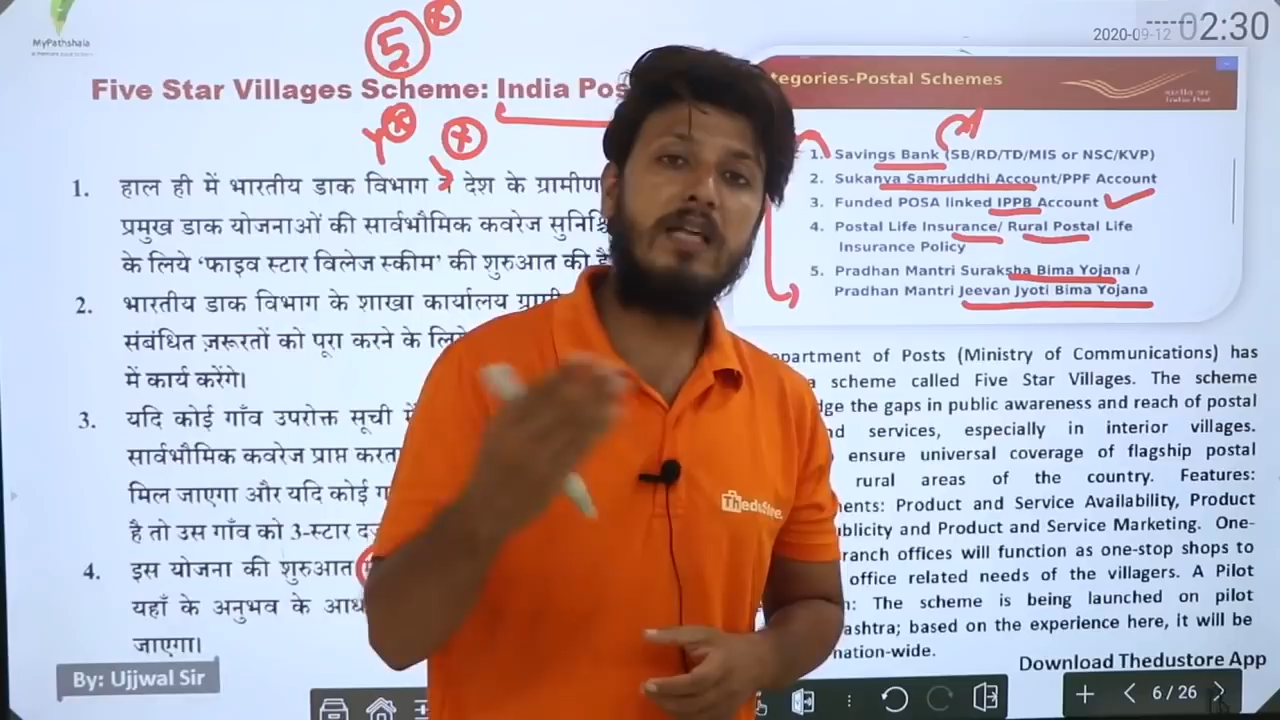 MyPathshala
2020-09-12 02:30
5
Five Star Villages Scheme: India Pos
tegories-Postal Schemes
India Post
1. Savings Bank (SB/RD/TD/MIS or NSC/KVP)
2. Sukanya Samruddhi Account/PPF Account
3. Funded POSA linked IPPB Account
4. Postal Life Insurance/ Rural Postal Life
Insurance Policy
5. Pradhan Mantri Suraksha Bima Yojana /
Pradhan Mantri Jeevan Jyoti Bima Yojana
1. हाल ही में भारतीय डाक विभाग ने देश के ग्रामीण
प्रमुख डाक योजनाओं की सार्वभौमिक कवरेज सुनिश्चि
के लिये ‘फाइव स्टार विलेज स्कीम’ की शुरुआत की है
2. भारतीय डाक विभाग के शाखा कार्यालय ग्रामी
संबंधित ज़रूरतों को पूरा करने के लिये
में कार्य करेंगे।
3. यदि कोई गाँव उपरोक्त सूची में
सार्वभौमिक कवरेज प्राप्त करता
मिल जाएगा और यदि कोई ग
है तो उस गाँव को 3-स्टार द
4. इस योजना की शुरुआत म
यहाँ के अनुभव के आध
जाएगा।
epartment of Posts (Ministry of Communications) has
a scheme called Five Star Villages. The scheme
dge the gaps in public awareness and reach of postal
nd services, especially in interior villages.
ensure universal coverage of flagship postal
rural areas of the country. Features:
ents: Product and Service Availability, Product
blicity and Product and Service Marketing. One-
ranch offices will function as one-stop shops to
office related needs of the villagers. A Pilot
n: The scheme is being launched on pilot
ashtra; based on the experience here, it will be
nation-wide.
Thedustore
By: Ujjwal Sir
Download Thedustore App
6 / 26